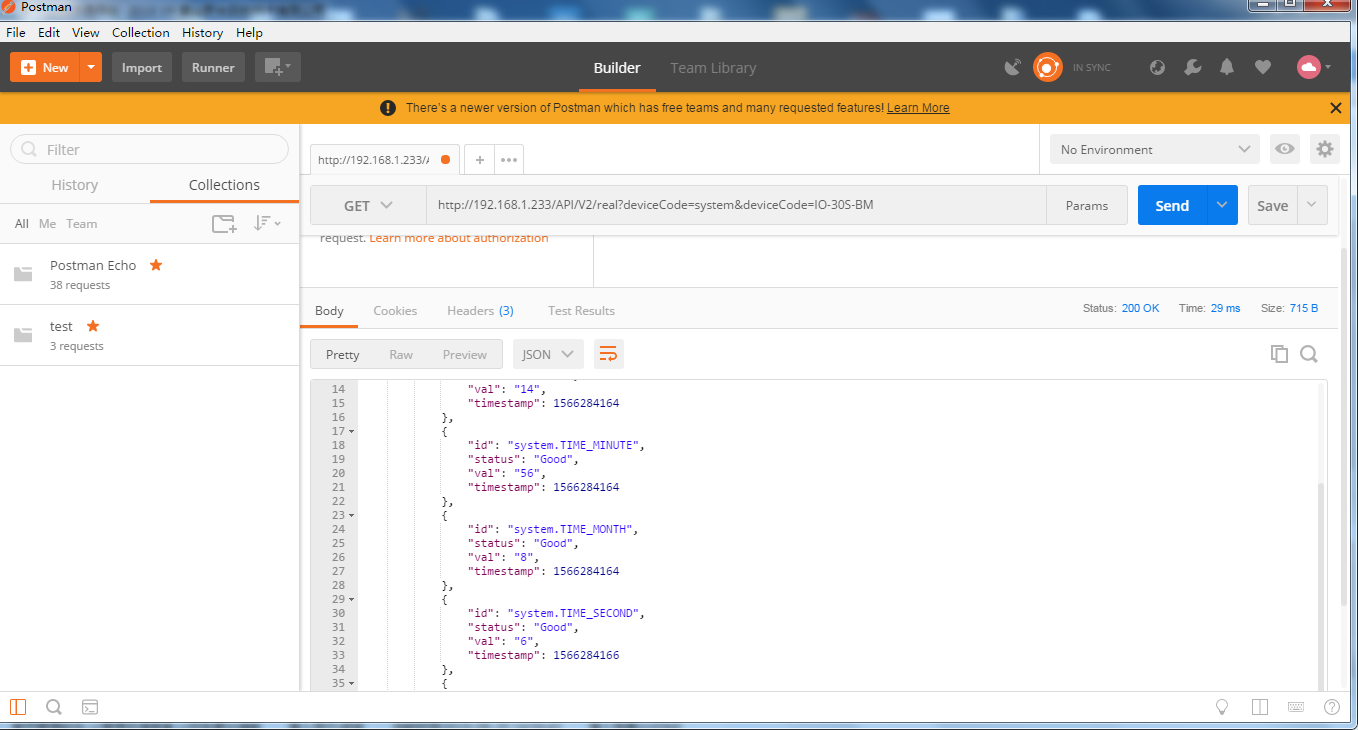 Postman
File Edit View Collection History Help
New Import Runner Builder Team Library IN SYNC
There's a newer version of Postman which has free teams and many requested features! Learn More
Filter
History Collections
All Me Team
Postman Echo
38 requests
test
3 requests
http://192.168.1.233/
No Environment
GET http://192.168.1.233/API/V2/real?deviceCode=system&deviceCode=IO-30S-BM Params Send Save
request. Learn more about authorization
Body Cookies Headers (3) Test Results Status: 200 OK Time: 29 ms Size: 715 B
Pretty Raw Preview JSON
14 "val": "14",
15 "timestamp": 1566284164
16 },
17 {
18 "id": "system.TIME_MINUTE",
19 "status": "Good",
20 "val": "56",
21 "timestamp": 1566284164
22 },
23 {
24 "id": "system.TIME_MONTH",
25 "status": "Good",
26 "val": "8",
27 "timestamp": 1566284164
28 },
29 {
30 "id": "system.TIME_SECOND",
31 "status": "Good",
32 "val": "6",
33 "timestamp": 1566284166
34 },
35 {